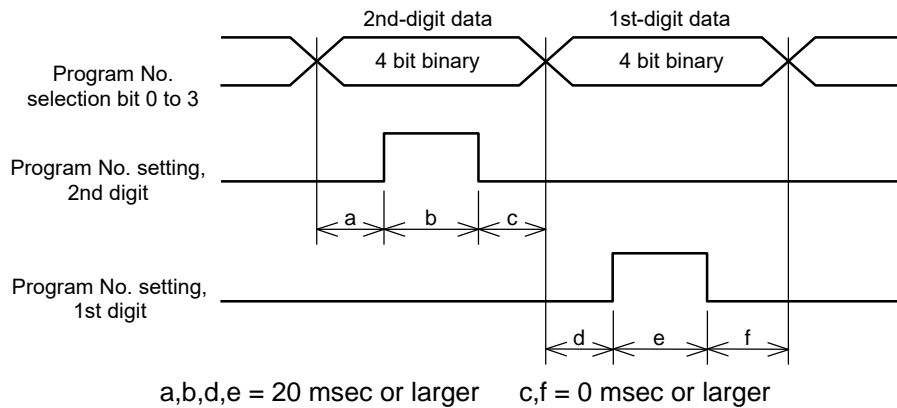 2nd-digit data
1st-digit data
Program No.
selection bit 0 to 3
4 bit binary
4 bit binary
Program No. setting,
2nd digit
a
b
c
Program No. setting,
1st digit
d
e
f
a,b,d,e = 20 msec or larger
c,f = 0 msec or larger